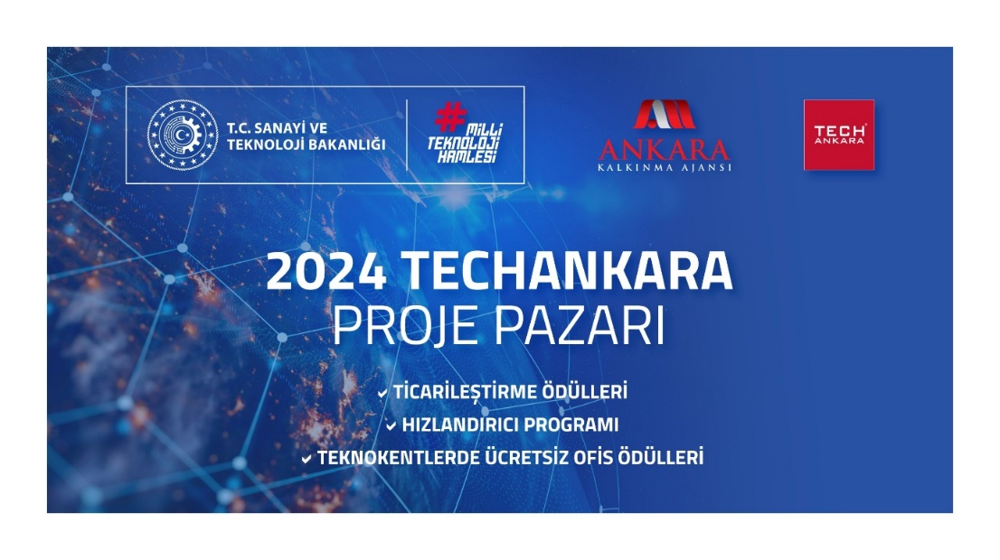 T.C. SANAYİ VE
TEKNOLOJİ BAKANLIĞI
#MİLLİ
TEKNOLOJİ
HAMLESİ
ANKARA
KALKINMA AJANSI
TECH®
ANKARA
2024 TECHANKARA
PROJE PAZARI
TİCARİLEŞTİRME ÖDÜLLERİ
HIZLANDIRICI PROGRAMI
TEKNOKENTLERDE ÜCRETSİZ OFİS ÖDÜLLERİ